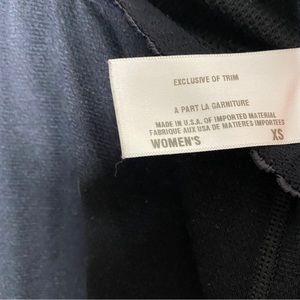 EXCLUSIVE OF TRIM
A PART LA GARNITURE
MADE IN U.S.A. OF IMPORTED MATERIAL
FABRIQUE AUX USA DE MATIERES IMPORTEES
WOMEN'S XS